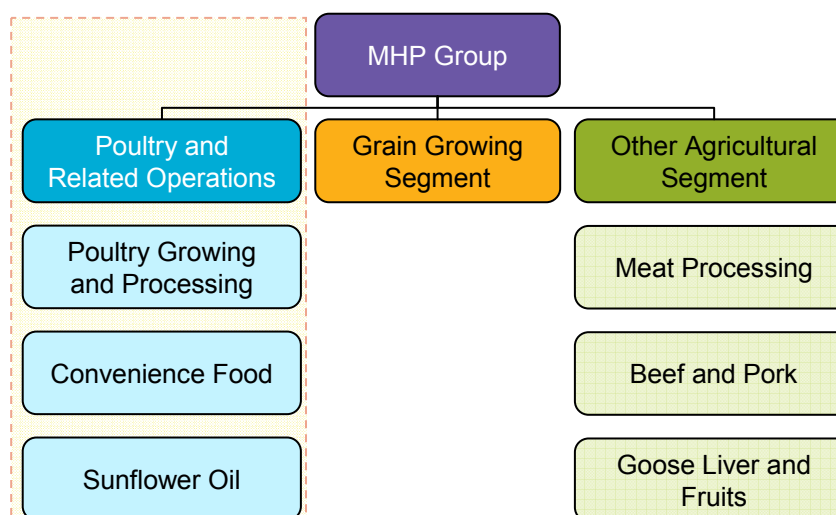 MHP Group
Poultry and
Related Operations
Grain Growing
Segment
Other Agricultural
Segment
Poultry Growing
and Processing
Meat Processing
Convenience Food
Beef and Pork
Sunflower Oil
Goose Liver and
Fruits